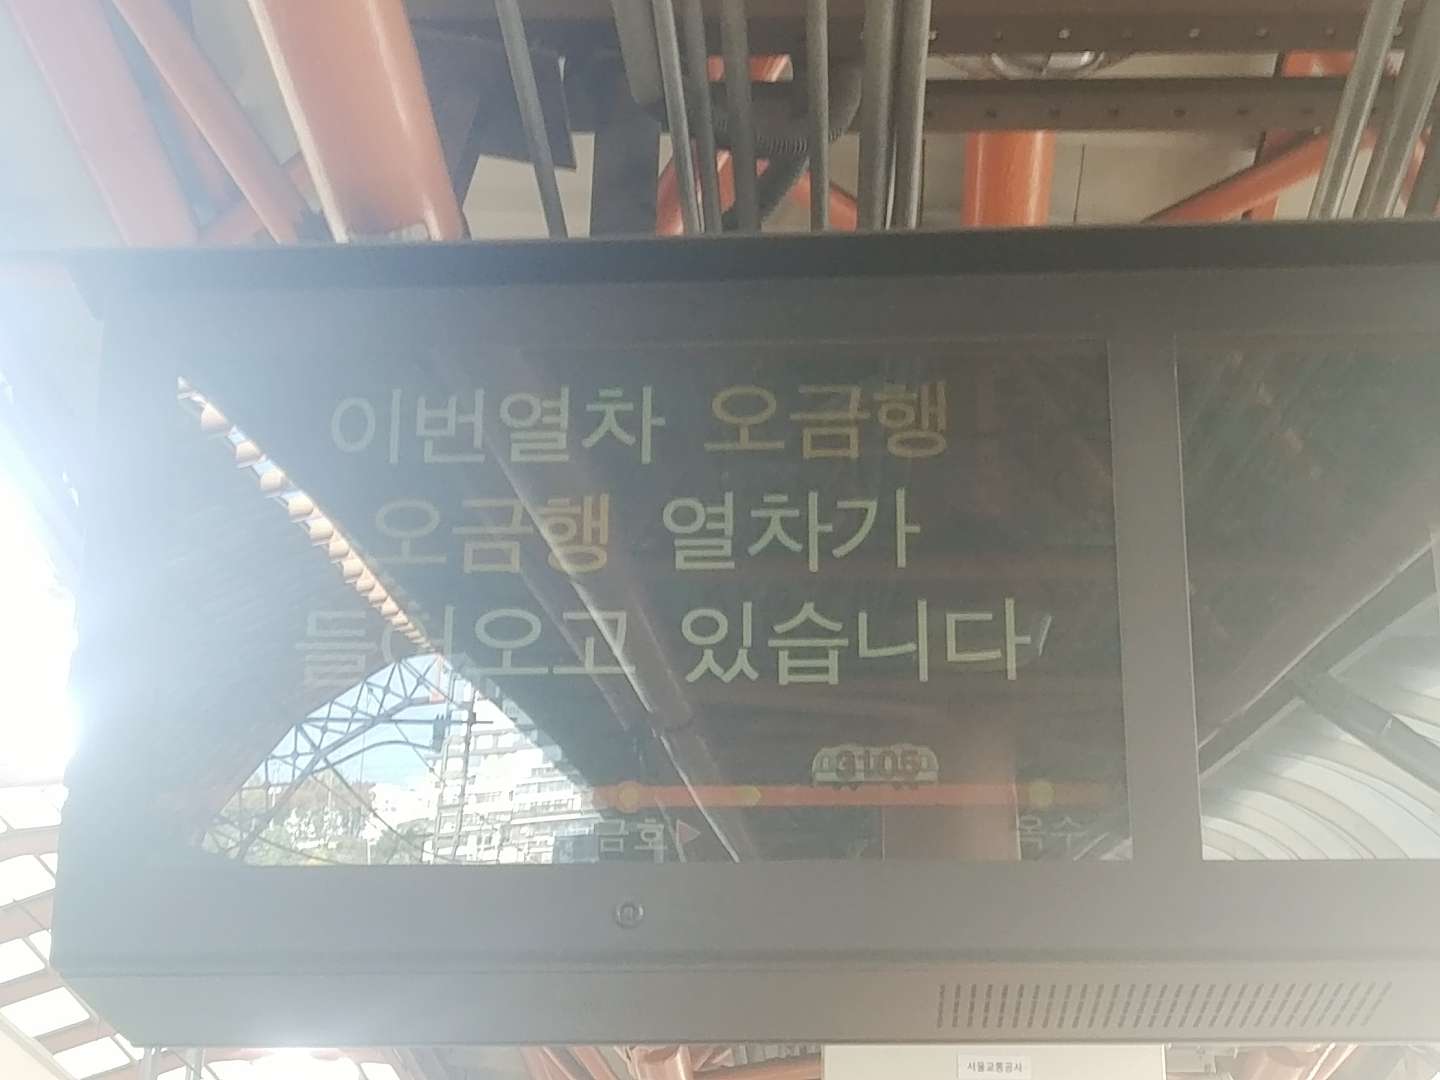 이번열차 오금행
오금행 열차가
들어오고 있습니다
3105
금호 ▶
옥수
서울교통공사